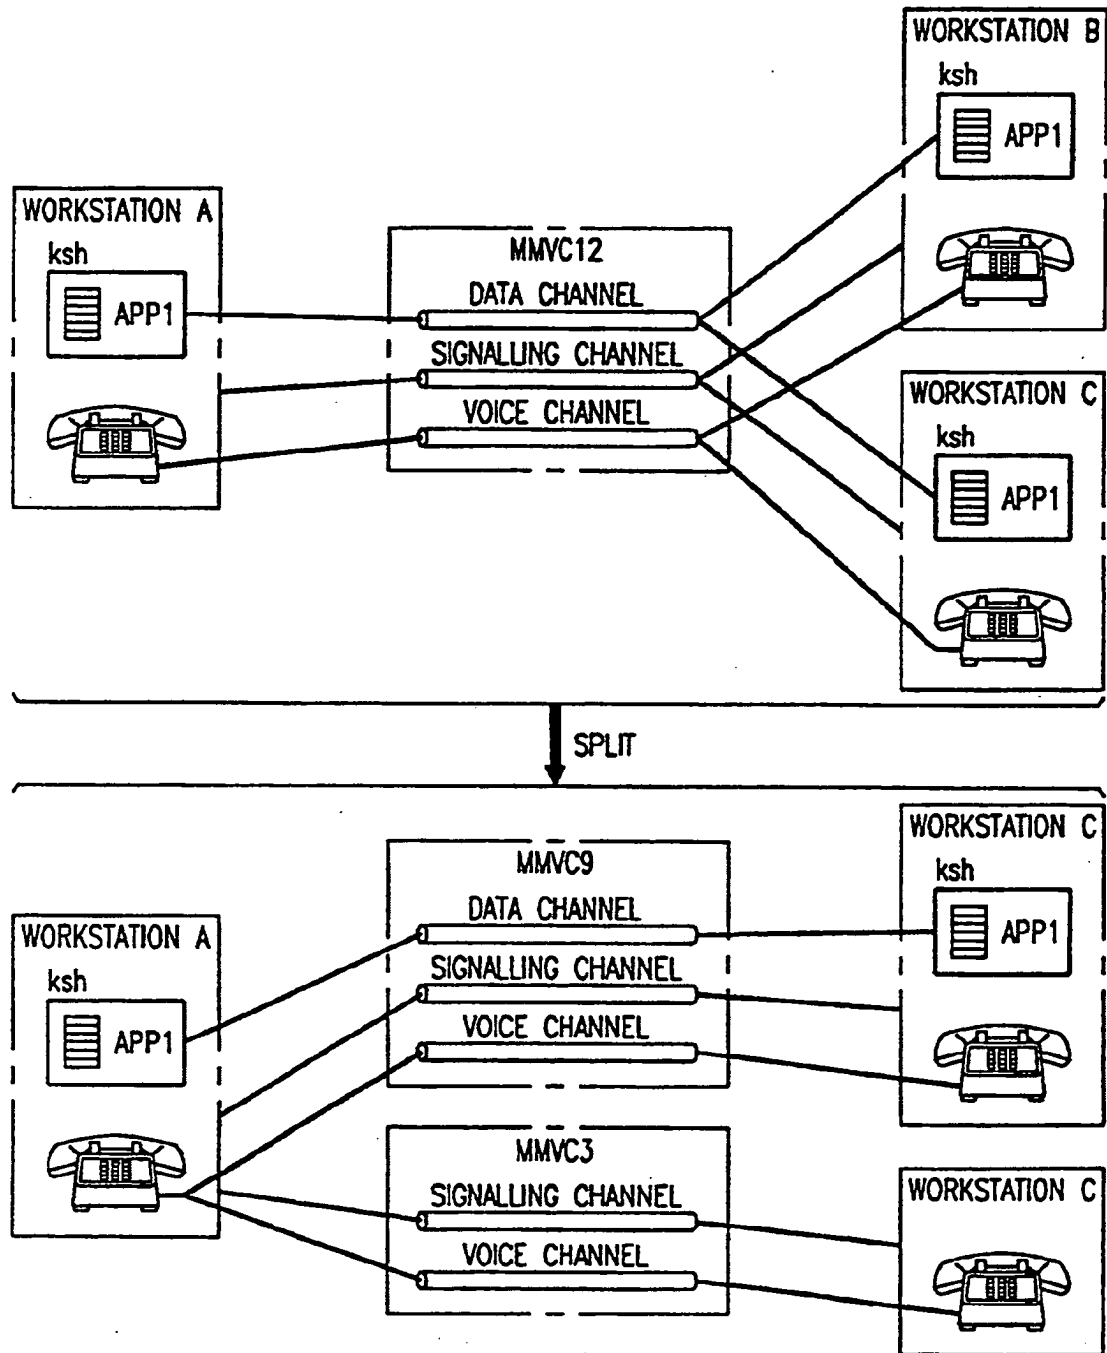 WORKSTATION B
ksh
APP1
WORKSTATION A
ksh
APP1
MMVC12
DATA CHANNEL
SIGNALLING CHANNEL
VOICE CHANNEL
WORKSTATION C
ksh
APP1
SPLIT
WORKSTATION C
ksh
APP1
MMVC9
DATA CHANNEL
SIGNALLING CHANNEL
VOICE CHANNEL
WORKSTATION A
ksh
APP1
MMVC3
SIGNALLING CHANNEL
VOICE CHANNEL
WORKSTATION C